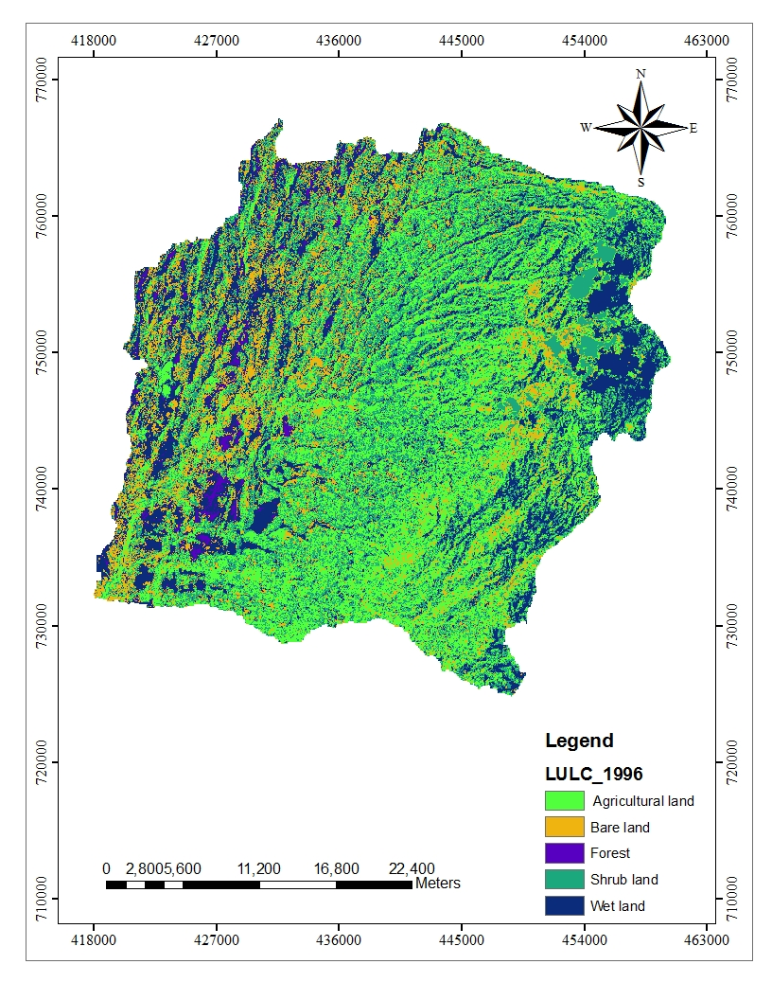 418000 427000 436000 445000 454000 463000
770000 770000
N
W E
S
760000 760000
750000 750000
740000 740000
730000 730000
720000 720000
710000 710000
Legend
LULC_1996
Agricultural land
Bare land
Forest
Shrub land
Wet land
0 2,800 5,600 11,200 16,800 22,400
Meters
418000 427000 436000 445000 454000 463000